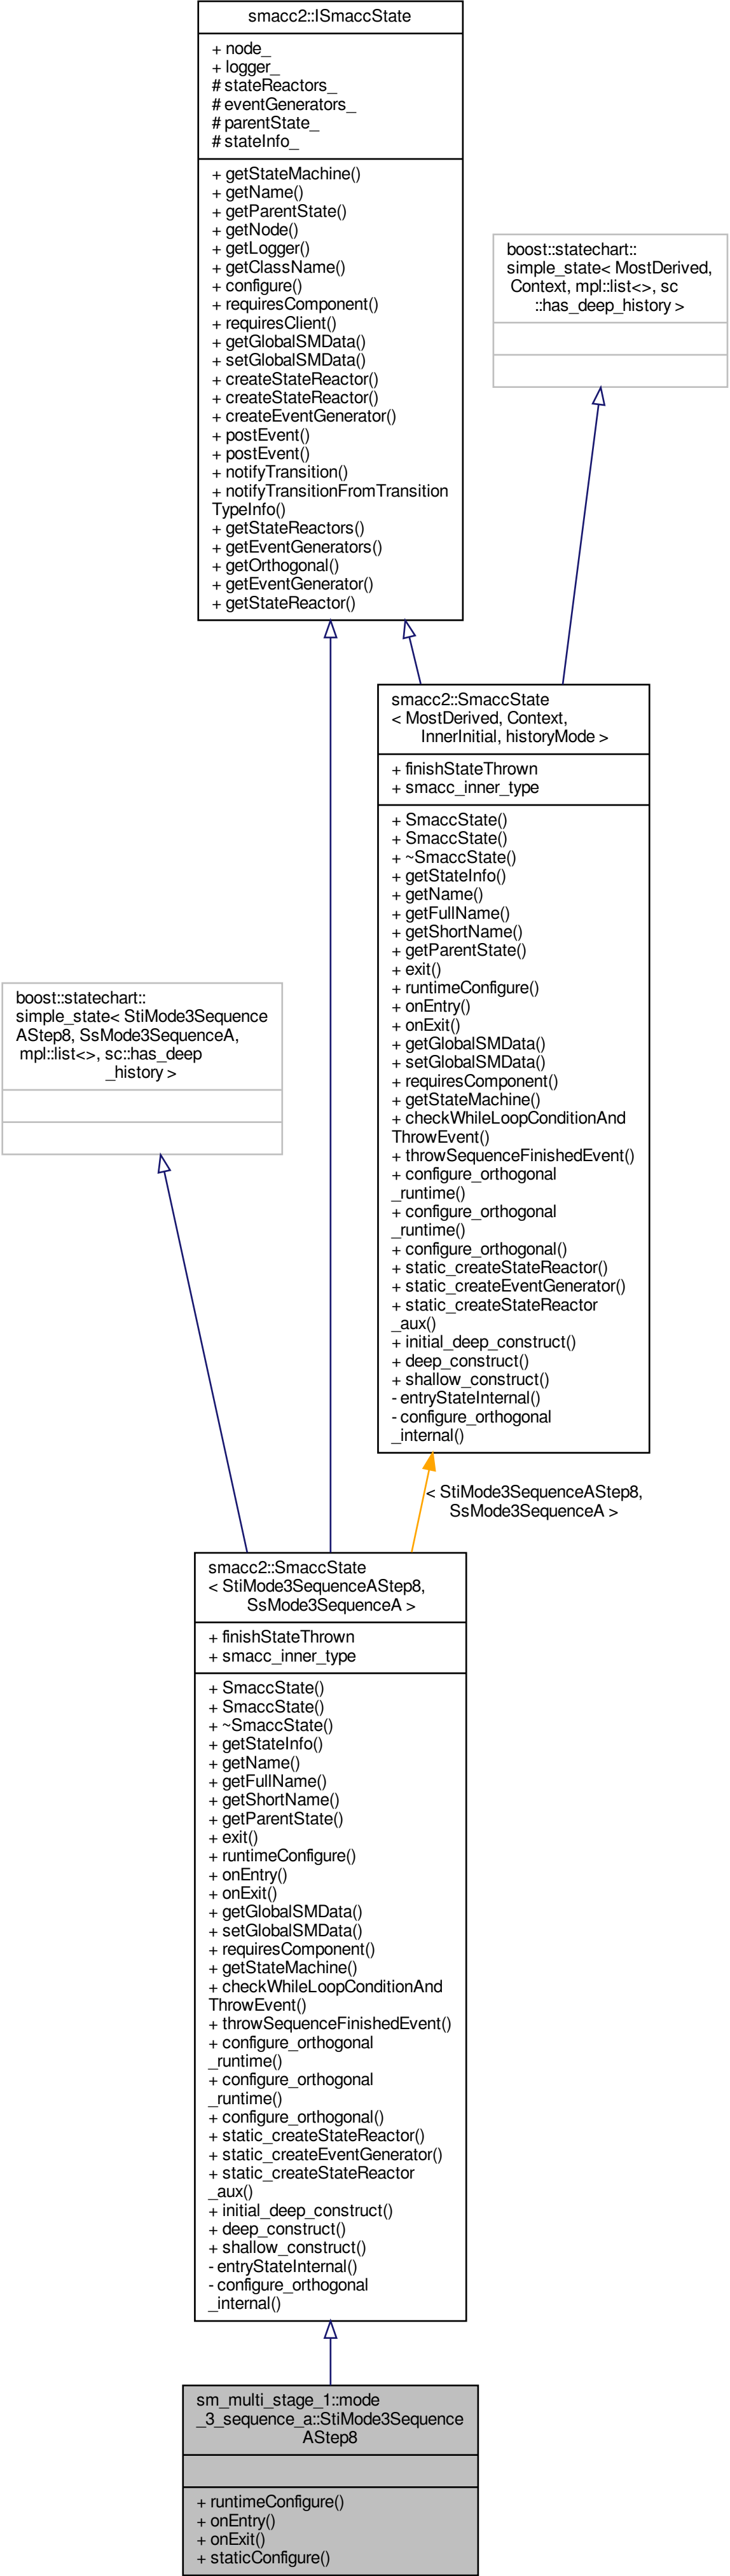 smacc2::ISmaccState
+ node_
+ logger_
# stateReactors_
# eventGenerators_
# parentState_
# stateInfo_
+ getStateMachine()
+ getName()
+ getParentState()
+ getNode()
+ getLogger()
+ getClassName()
+ configure()
+ requiresComponent()
+ requiresClient()
+ getGlobalSMData()
+ setGlobalSMData()
+ createStateReactor()
+ createStateReactor()
+ createEventGenerator()
+ postEvent()
+ postEvent()
+ notifyTransition()
+ notifyTransitionFromTransition
TypeInfo()
+ getStateReactors()
+ getEventGenerators()
+ getOrthogonal()
+ getEventGenerator()
+ getStateReactor()
boost::statechart::
simple_state< MostDerived,
Context, mpl::list<>, sc
::has_deep_history >
smacc2::SmaccState
< MostDerived, Context,
InnerInitial, historyMode >
+ finishStateThrown
+ smacc_inner_type
+ SmaccState()
+ SmaccState()
+ ~SmaccState()
+ getStateInfo()
+ getName()
+ getFullName()
+ getShortName()
+ getParentState()
+ exit()
+ runtimeConfigure()
+ onEntry()
+ onExit()
+ getGlobalSMData()
+ setGlobalSMData()
+ requiresComponent()
+ getStateMachine()
+ checkWhileLoopConditionAnd
ThrowEvent()
+ throwSequenceFinishedEvent()
+ configure_orthogonal
_runtime()
+ configure_orthogonal
_runtime()
+ configure_orthogonal()
+ static_createStateReactor()
+ static_createEventGenerator()
+ static_createStateReactor
_aux()
+ initial_deep_construct()
+ deep_construct()
+ shallow_construct()
- entryStateInternal()
- configure_orthogonal
_internal()
boost::statechart::
simple_state< StiMode3Sequence
AStep8, SsMode3SequenceA,
mpl::list<>, sc::has_deep
_history >
< StiMode3SequenceAStep8,
SsMode3SequenceA >
smacc2::SmaccState
< StiMode3SequenceAStep8,
SsMode3SequenceA >
+ finishStateThrown
+ smacc_inner_type
+ SmaccState()
+ SmaccState()
+ ~SmaccState()
+ getStateInfo()
+ getName()
+ getFullName()
+ getShortName()
+ getParentState()
+ exit()
+ runtimeConfigure()
+ onEntry()
+ onExit()
+ getGlobalSMData()
+ setGlobalSMData()
+ requiresComponent()
+ getStateMachine()
+ checkWhileLoopConditionAnd
ThrowEvent()
+ throwSequenceFinishedEvent()
+ configure_orthogonal
_runtime()
+ configure_orthogonal
_runtime()
+ configure_orthogonal()
+ static_createStateReactor()
+ static_createEventGenerator()
+ static_createStateReactor
_aux()
+ initial_deep_construct()
+ deep_construct()
+ shallow_construct()
- entryStateInternal()
- configure_orthogonal
_internal()
sm_multi_stage_1::mode
_3_sequence_a::StiMode3Sequence
AStep8
+ runtimeConfigure()
+ onEntry()
+ onExit()
+ staticConfigure()